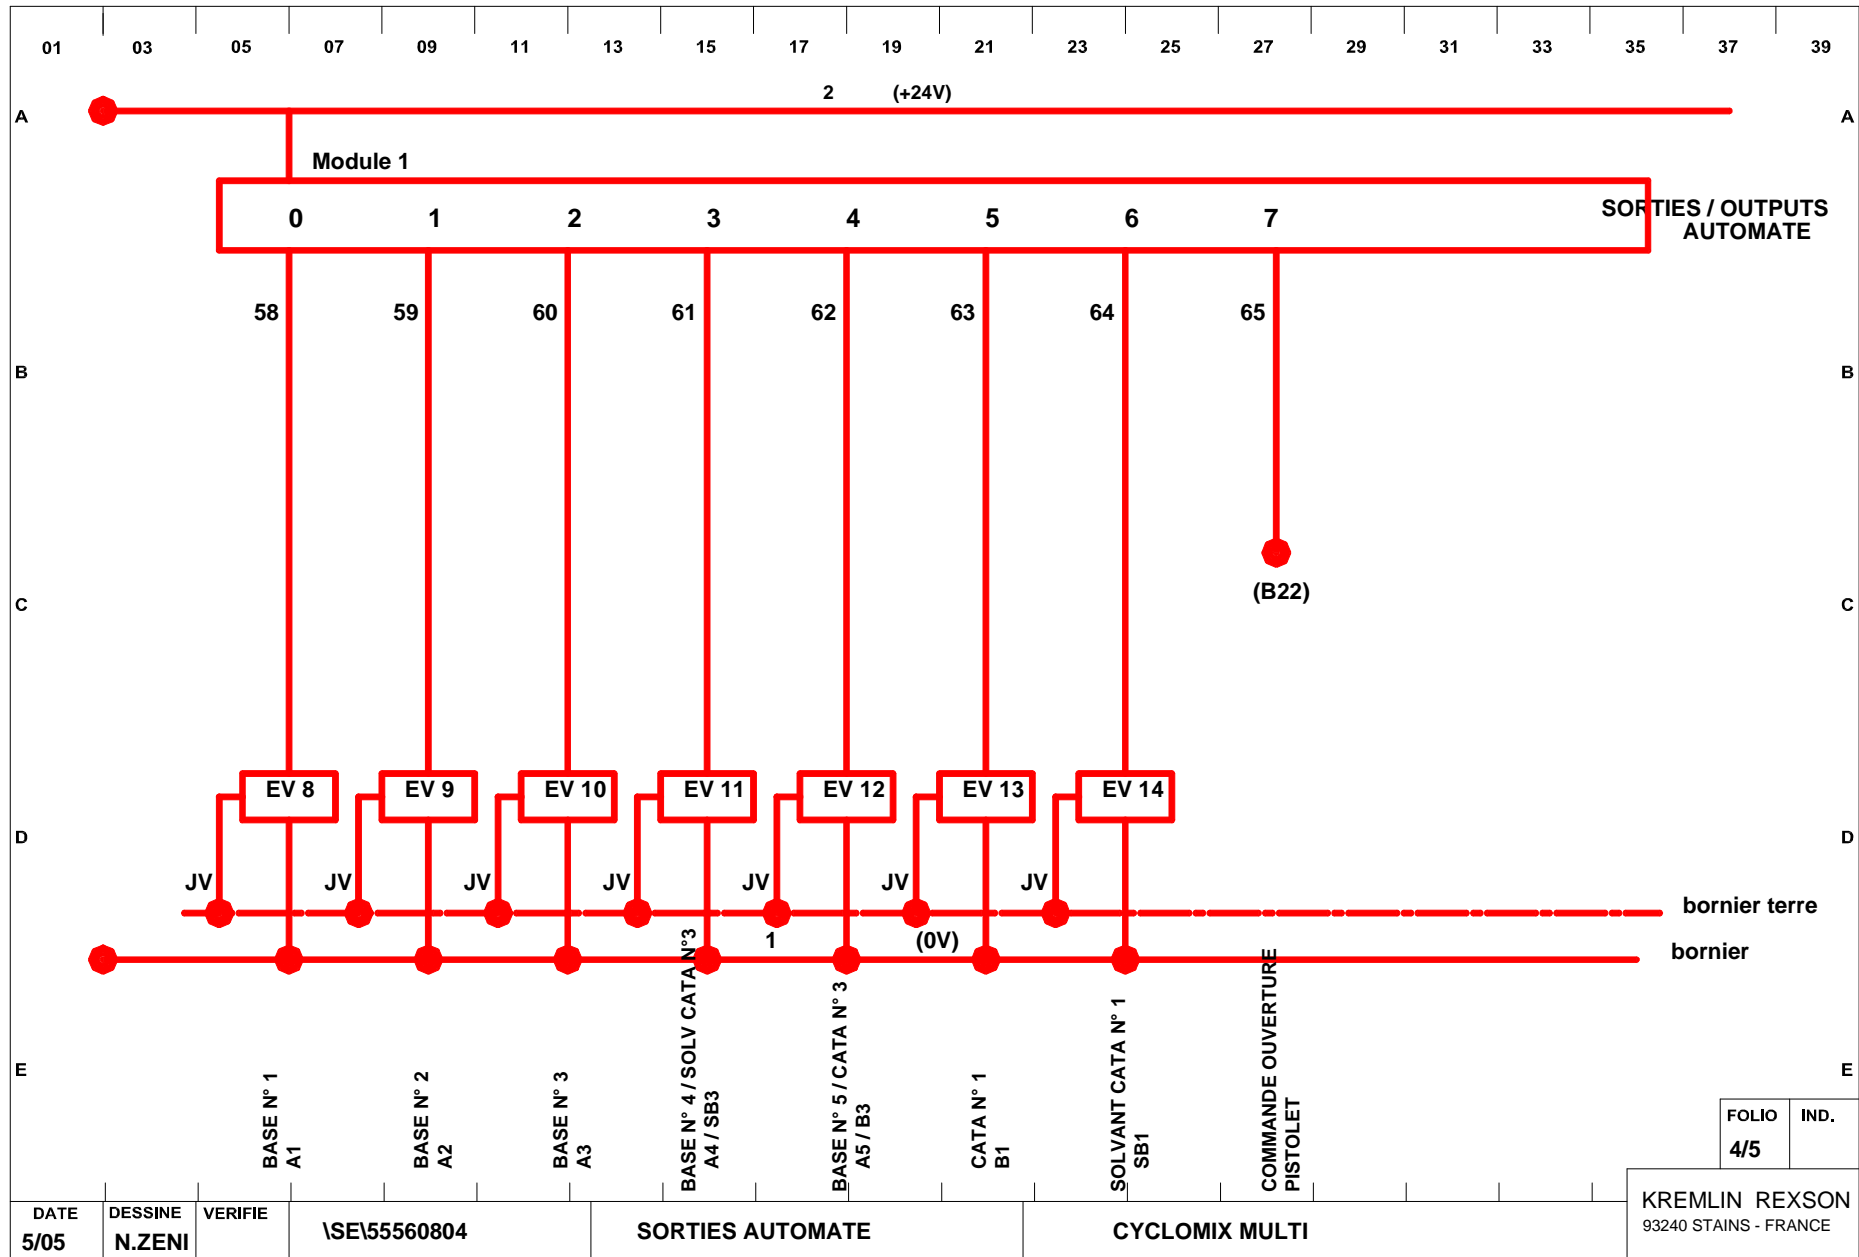 01 03 05 07 09 11 13 15 17 19 21 23 25 27 29 31 33 35 37 39
2 (+24V)
A A
Module 1
0 1 2 3 4 5 6 7
SORTIES / OUTPUTS
AUTOMATE
58 59 60 61 62 63 64 65
B B
(B22)
C C
EV 8 EV 9 EV 10 EV 11 EV 12 EV 13 EV 14
D D
JV JV JV JV JV JV JV
bornier terre
1 (0V)
bornier
E E
BASE N° 1
A1
BASE N° 2
A2
BASE N° 3
A3
BASE N° 4 / SOLV CATA N°3
A4 / SB3
BASE N° 5 / CATA N° 3
A5 / B3
CATA N° 1
B1
SOLVANT CATA N° 1
SB1
COMMANDE OUVERTURE
PISTOLET
FOLIO IND.
4/5
DATE DESSINE VERIFIE
5/05 N.ZENI
\SE\55560804
SORTIES AUTOMATE
CYCLOMIX MULTI
KREMLIN REXSON
93240 STAINS - FRANCE